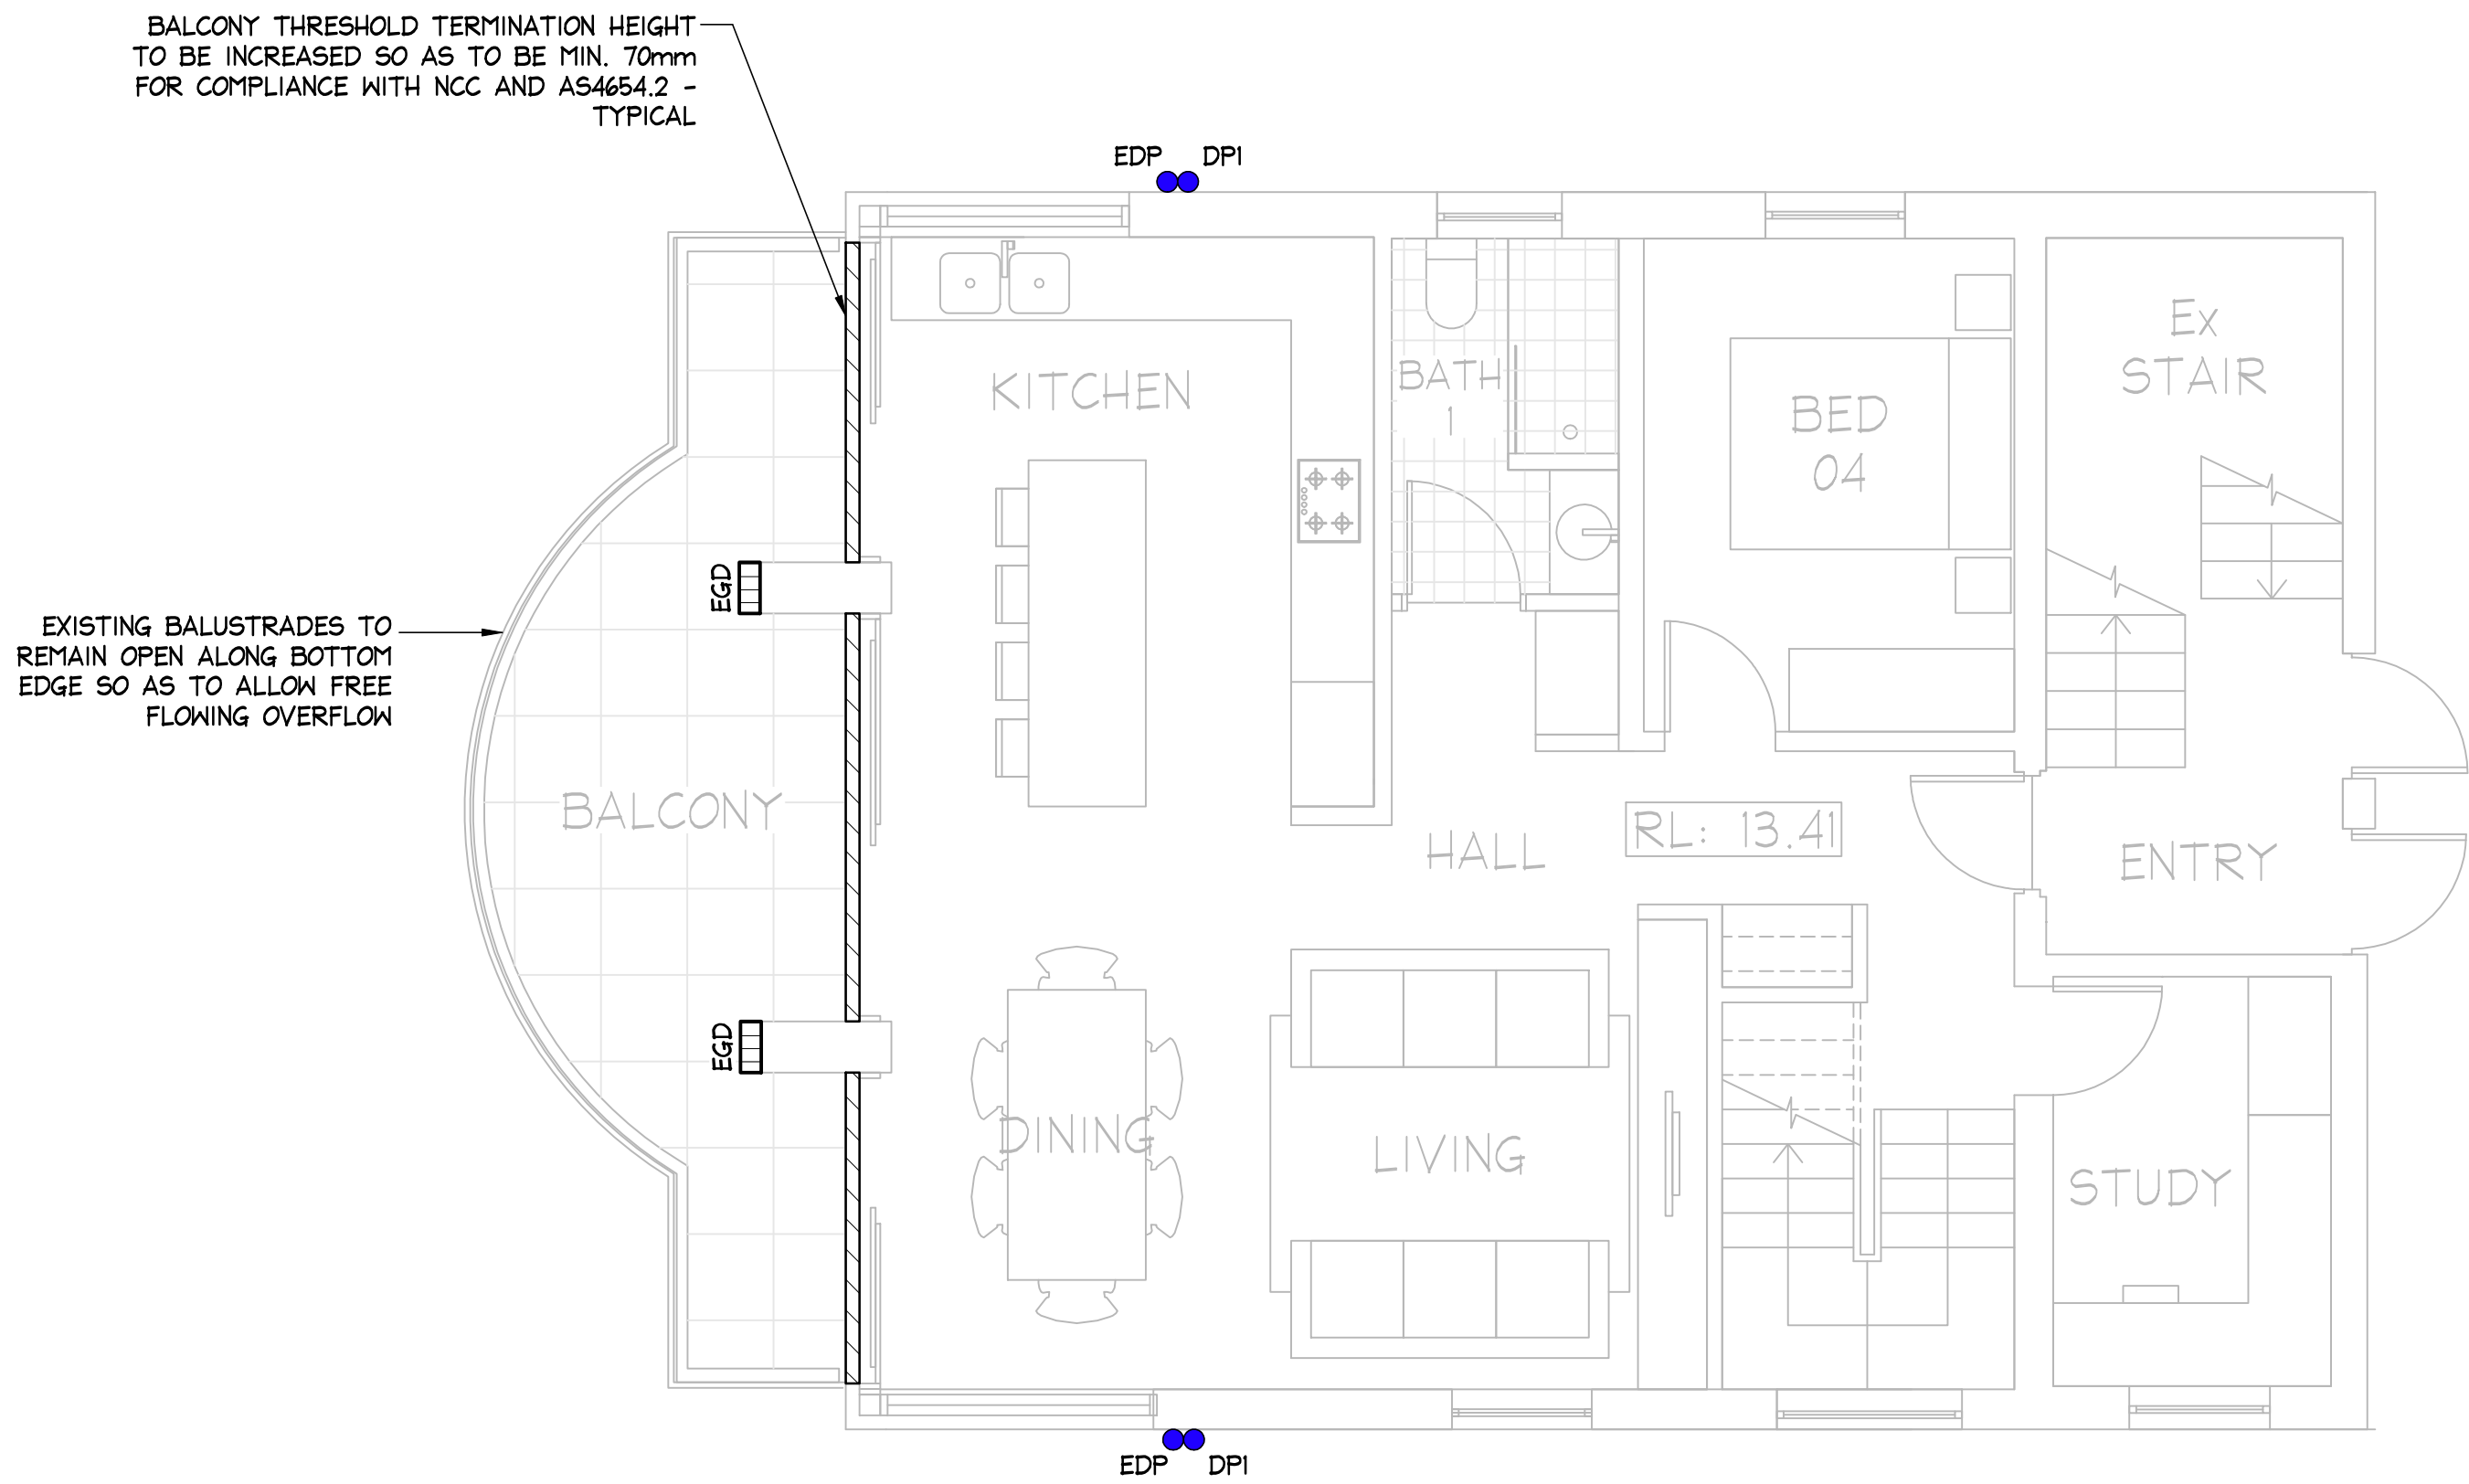 BALCONY THRESHOLD TERMINATION HEIGHT
TO BE INCREASED SO AS TO BE MIN. 70mm
FOR COMPLIANCE WITH NCC AND AS4654.2 -
TYPICAL
EDP DP1
KITCHEN
BATH
1
BED
04
EX
STAIR
EGD
EXISTING BALUSTRADES TO
REMAIN OPEN ALONG BOTTOM
EDGE SO AS TO ALLOW FREE
FLOWING OVERFLOW
BALCONY
HALL
RL: 13.41
ENTRY
EGD
DINING
LIVING
STUDY
EDP DP1